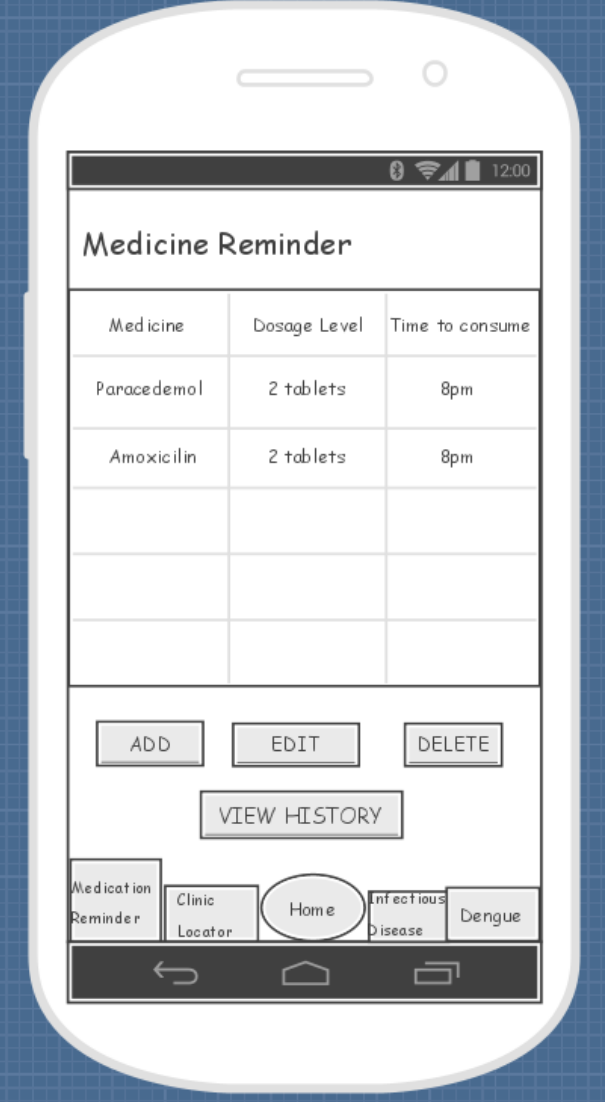 12:00
Medicine Reminder
Medicine Dosage Level Time to consume
Paracedemol 2 tablets 8pm
Amoxicilin 2 tablets 8pm
ADD EDIT DELETE
VIEW HISTORY
Medication
Reminder
Clinic
Locator
Home
Infectious
Disease
Dengue